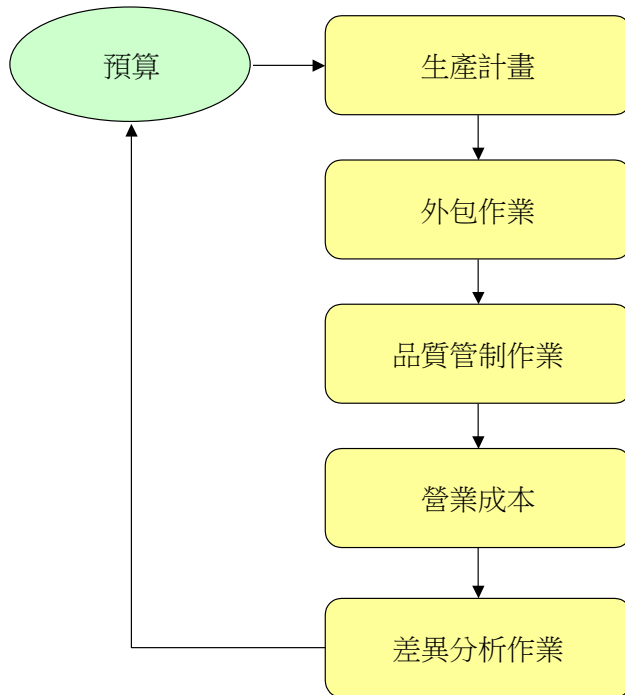 預算
生產計畫
外包作業
品質管制作業
營業成本
差異分析作業